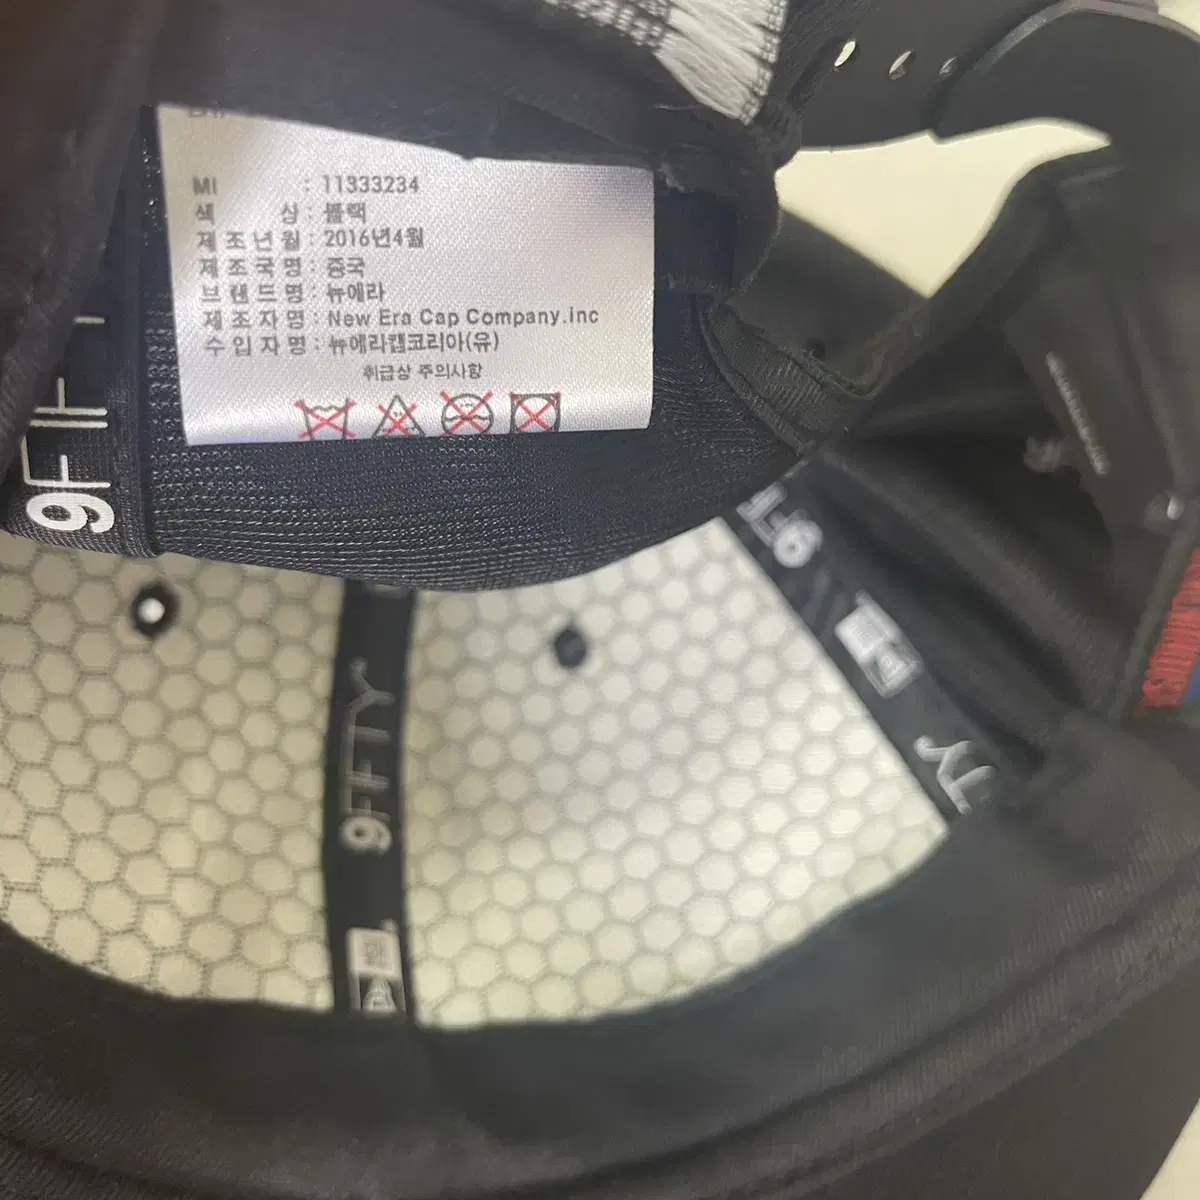 MI : 11333234
색 상 : 블랙
제 조 년 월 : 2016년4월
제 조 국 명 : 중국
브 랜 드 명 : 뉴에라
제 조 자 명 : New Era Cap Company.inc
수 입 자 명 : 뉴에라캡코리아(유)
취급상 주의사항
9FIFT
9FIFTY